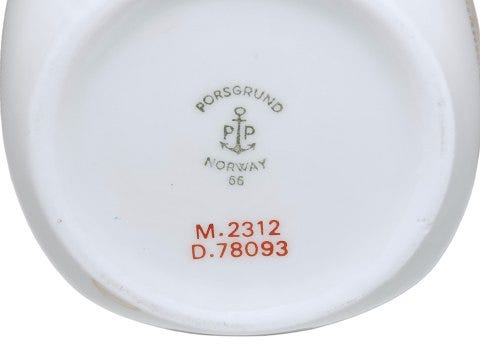 PORSGRUND
P P
NORWAY
66
M.2312
D.78093